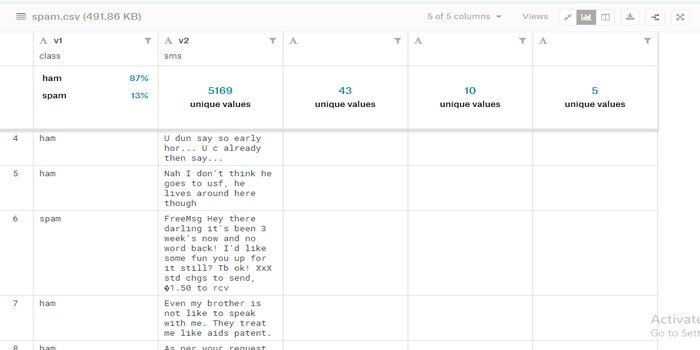 spam.csv (491.86 KB)
5 of 5 columns
Views
A v1
A v2
A
A
A
class
sms
ham 87%
spam 13%
5169
unique values
43
unique values
10
unique values
5
unique values
4
ham
U dun say so early
hor... U c already
then say...
5
ham
Nah I don't think he
goes to usf, he
lives around here
though
6
spam
FreeMsg Hey there
darling it's been 3
week's now and no
word back! I'd like
some fun you up for
it still? Tb ok! XxX
std chgs to send,
�1.50 to rcv
7
ham
Even my brother is
not like to speak
with me. They treat
me like aids patent.
8
ham
As per your request
Activate
Go to Sett